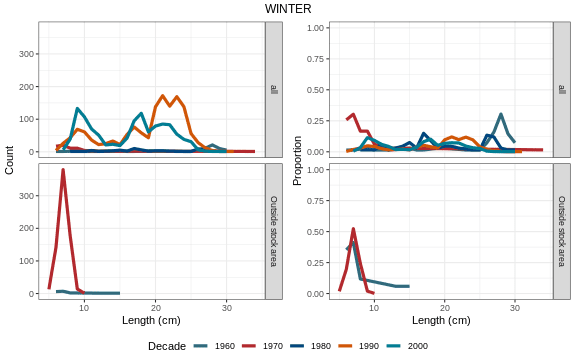 WINTER
Count
300
200
100
0
all
300
200
100
0
Outside stock area
10
20
30
Length (cm)
Proportion
1.00
0.75
0.50
0.25
0.00
all
1.00
0.75
0.50
0.25
0.00
Outside stock area
10
20
30
Length (cm)
Decade 1960 1970 1980 1990 2000